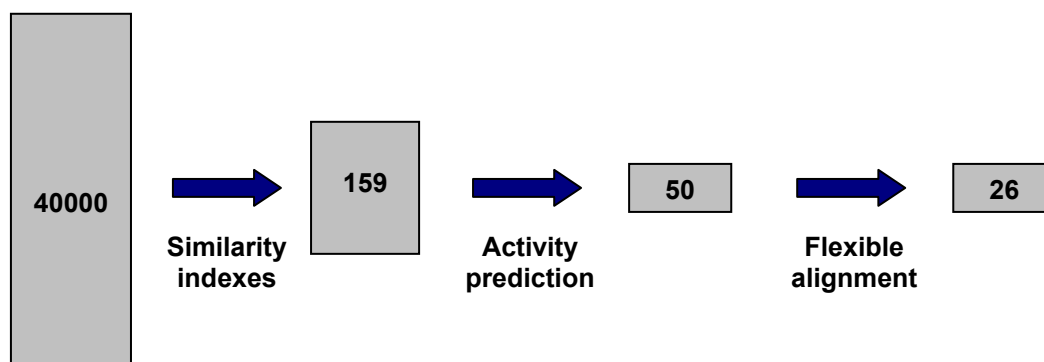 40000
Similarity
indexes
159
Activity
prediction
50
Flexible
alignment
26